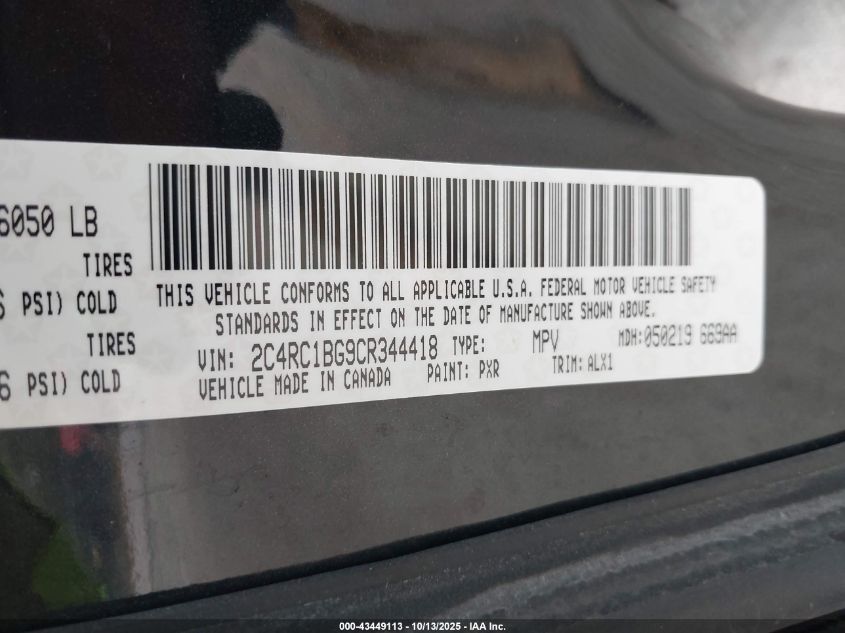 6050 LB
TIRES
PSI) COLD
THIS VEHICLE CONFORMS TO ALL APPLICABLE U.S.A. FEDERAL MOTOR VEHICLE SAFETY
STANDARDS IN EFFECT ON THE DATE OF MANUFACTURE SHOWN ABOVE.
TIRES
VIN: 2C4RC1BG9CR344418 TYPE: MPV MDH: 050219 669AA
6 PSI) COLD
VEHICLE MADE IN CANADA PAINT: PXR TRIM: ALX1
000-43449113 - 10/13/2025 - IAA Inc.